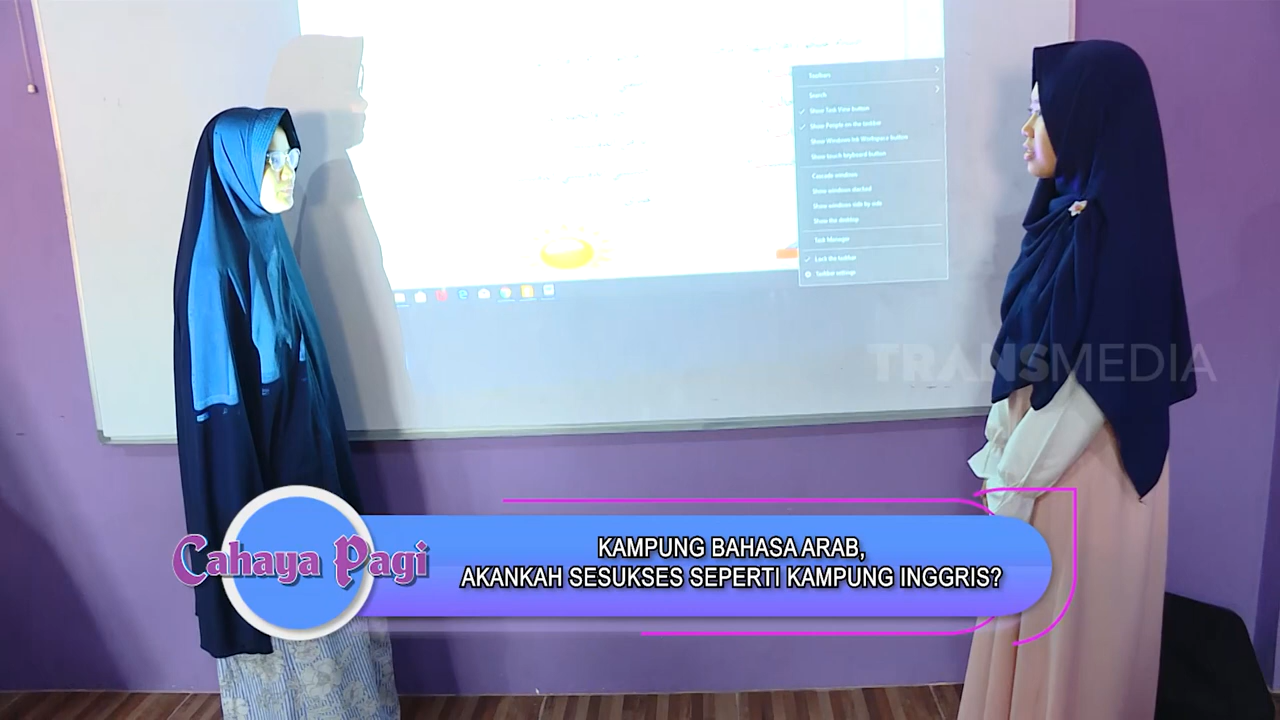 Toolbars
Search
Show Task View button
Show People on the taskbar
Show Windows Ink Workspace button
Show touch keyboard button
Cascade windows
Show windows stacked
Show windows side by side
Show the desktop
Task Manager
Lock the taskbar
Taskbar settings
TRANSMEDIA
Cahaya Pagi
KAMPUNG BAHASA ARAB,
AKANKAH SESUKSES SEPERTI KAMPUNG INGGRIS?